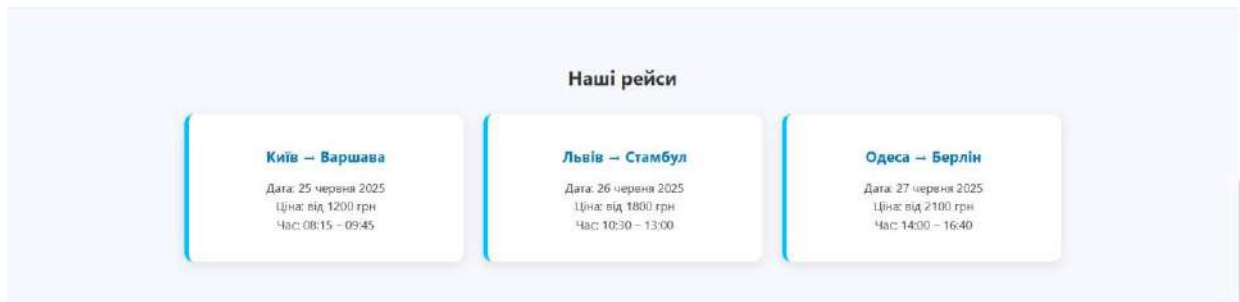 Наші рейси
Київ → Варшава
Дата: 25 червня 2025
Ціна: від 1200 грн
Час: 08:15 – 09:45
Львів → Стамбул
Дата: 26 червня 2025
Ціна: від 1800 грн
Час: 10:30 – 13:00
Одеса → Берлін
Дата: 27 червня 2025
Ціна: від 2100 грн
Час: 14:00 – 16:40